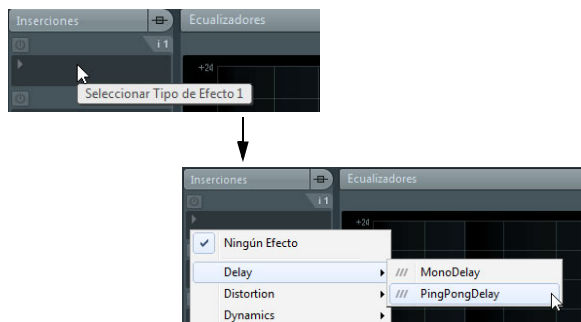 Inserciones
Ecualizadores
i 1
+24
Seleccionar Tipo de Efecto 1
Inserciones
Ecualizadores
i 1
+24
Ningún Efecto
Delay
MonoDelay
Distortion
PingPongDelay
Dynamics